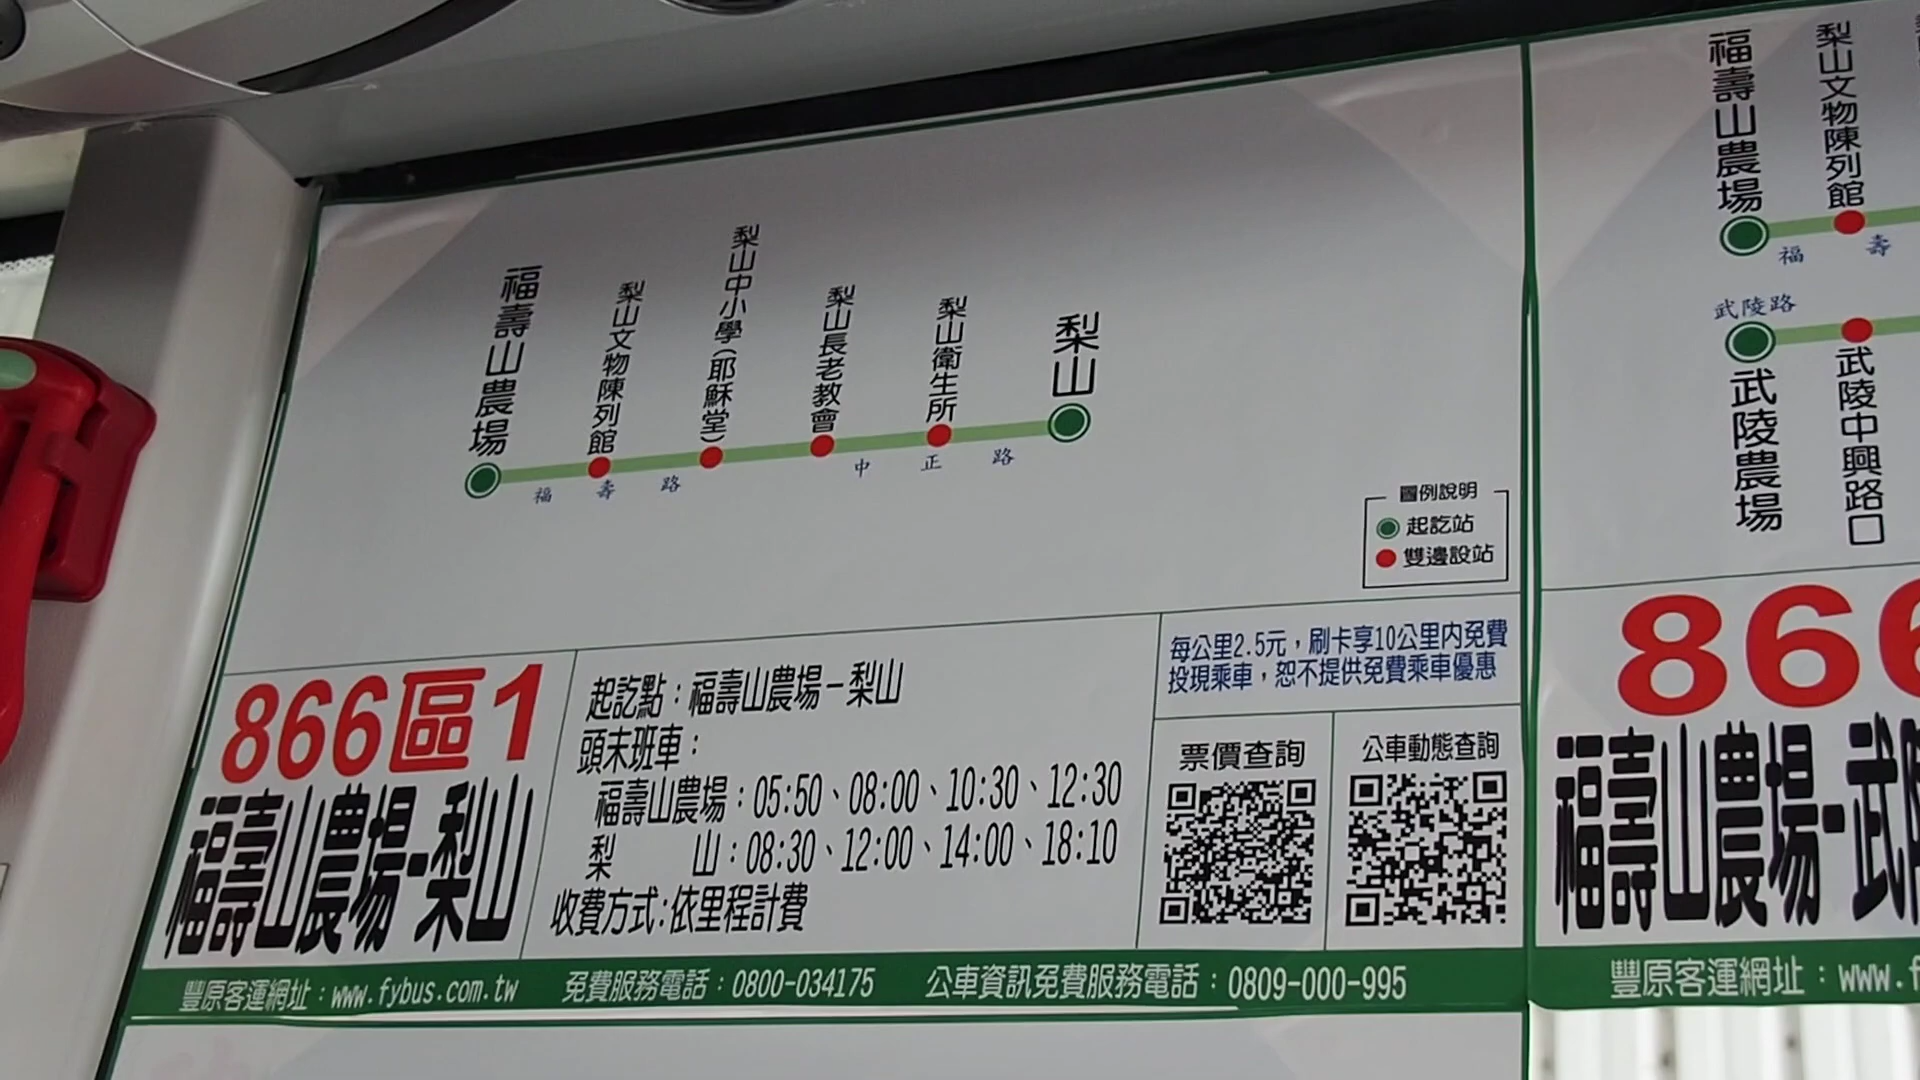 福壽山農場
梨山文物陳列館
梨山中小學(耶穌堂)
梨山長老教會
梨山衛生所
梨山
福壽路
中正路
圖例說明
起訖站
雙邊設站
866區1
福壽山農場-梨山
起訖點：福壽山農場－梨山
頭末班車：
福壽山農場：05:50、08:00、10:30、12:30
梨山：08:30、12:00、14:00、18:10
收費方式:依里程計費
每公里2.5元，刷卡享10公里內免費
投現乘車，恕不提供免費乘車優惠
票價查詢
公車動態查詢
豐原客運網址：www.fybus.com.tw 免費服務電話：0800-034175 公車資訊免費服務電話：0809-000-995
福壽山農場
梨山文物陳列館
福壽
武陵路
武陵農場
武陵中興路口
866
福壽山農場-武
豐原客運網址：www.f